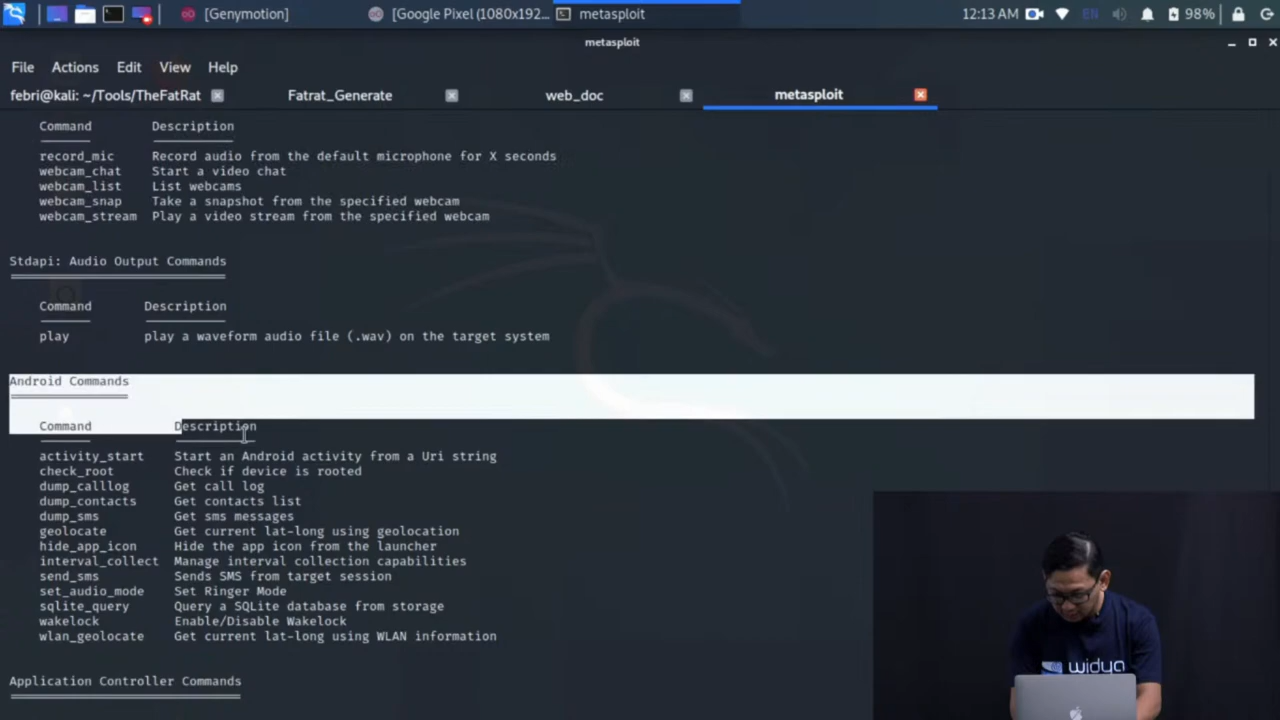 [Genymotion]
[Google Pixel (1080x192...
metasploit
12:13 AM
EN
98%
metasploit
File
Actions
Edit
View
Help
febri@kali: ~/Tools/TheFatRat
Fatrat_Generate
web_doc
metasploit
Command Description
record_mic Record audio from the default microphone for X seconds
webcam_chat Start a video chat
webcam_list List webcams
webcam_snap Take a snapshot from the specified webcam
webcam_stream Play a video stream from the specified webcam
Stdapi: Audio Output Commands
Command Description
play play a waveform audio file (.wav) on the target system
Android Commands
Command Description
activity_start Start an Android activity from a Uri string
check_root Check if device is rooted
dump_calllog Get call log
dump_contacts Get contacts list
dump_sms Get sms messages
geolocate Get current lat-long using geolocation
hide_app_icon Hide the app icon from the launcher
interval_collect Manage interval collection capabilities
send_sms Sends SMS from target session
set_audio_mode Set Ringer Mode
sqlite_query Query a SQLite database from storage
wakelock Enable/Disable Wakelock
wlan_geolocate Get current lat-long using WLAN information
Application Controller Commands
widya